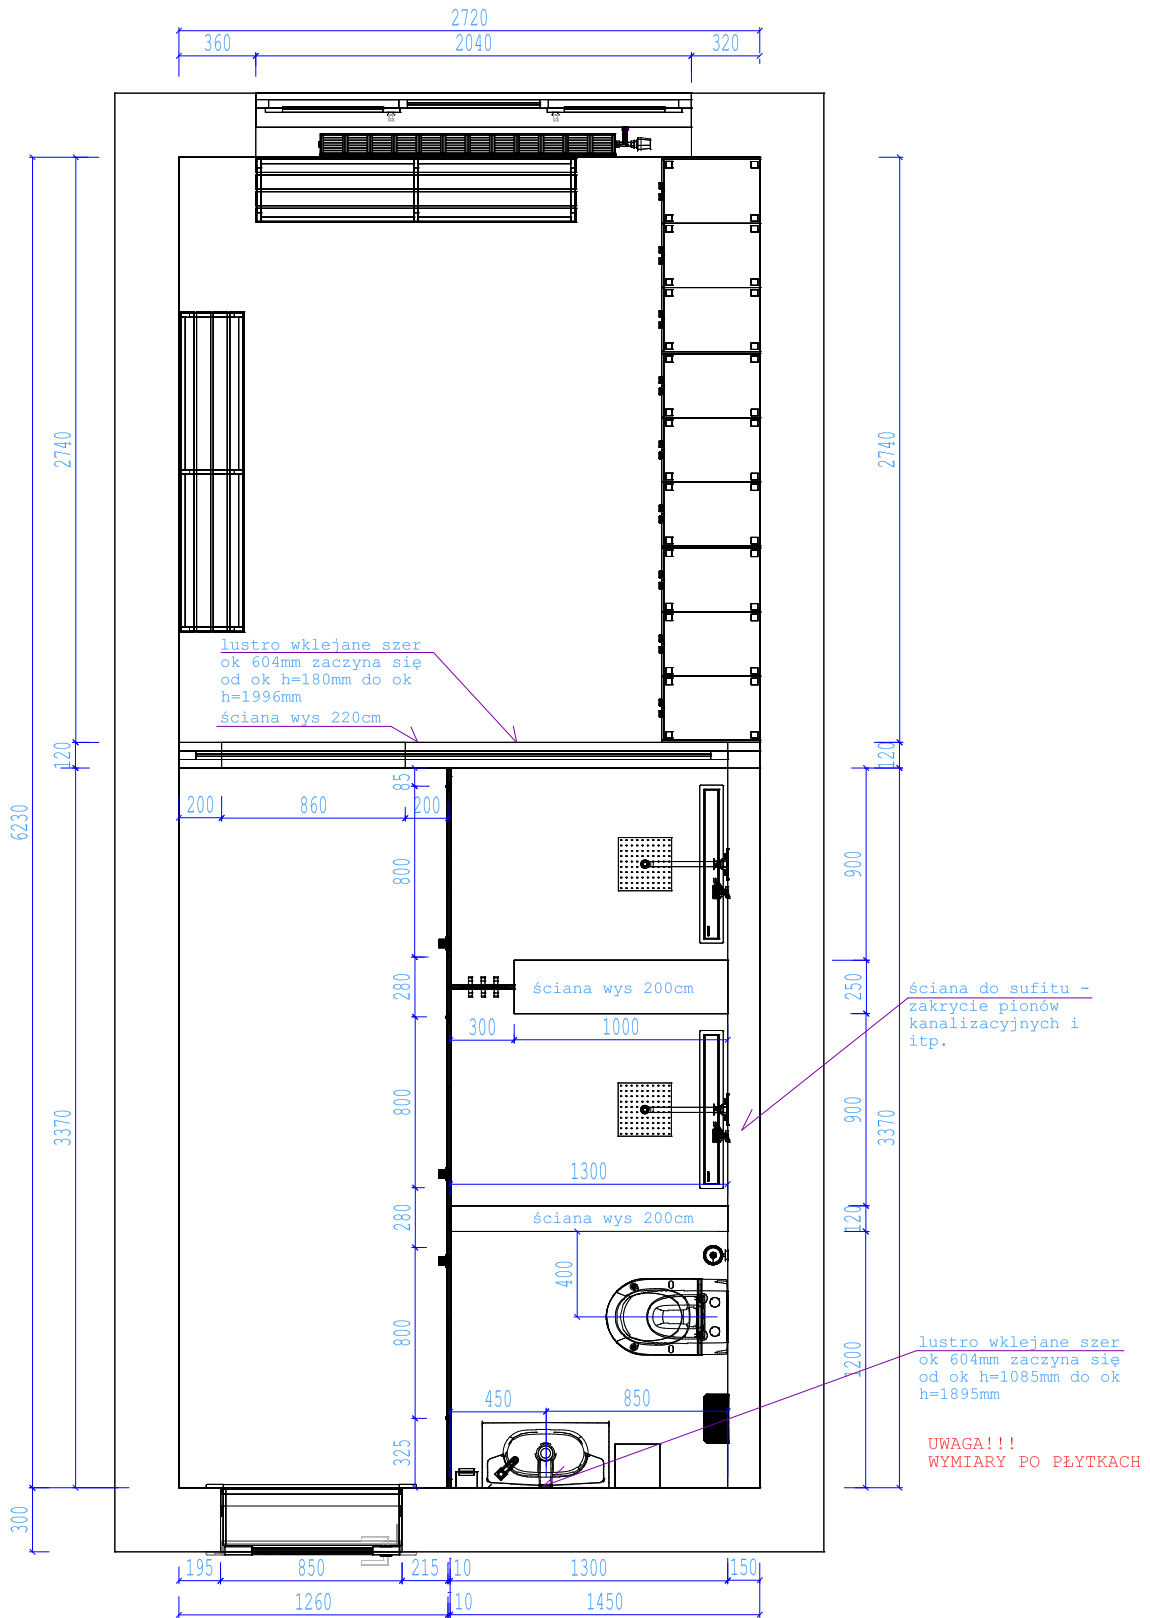 2720
360
2040
320
2740
2740
lustro wklejane szer
ok 604mm zaczyna się
od ok h=180mm do ok
h=1996mm
ściana wys 220cm
120
120
85
200
860
200
6230
800
900
280
ściana wys 200cm
250
ściana do sufitu -
zakrycie pionów
kanalizacyjnych i
itp.
300
1000
3370
800
900
3370
1300
280
ściana wys 200cm
120
400
800
1200
lustro wklejane szer
ok 604mm zaczyna się
od ok h=1085mm do ok
h=1895mm
450
850
325
UWAGA!!!
WYMIARY PO PŁYTKACH
300
195
850
215
10
1300
150
1260
10
1450